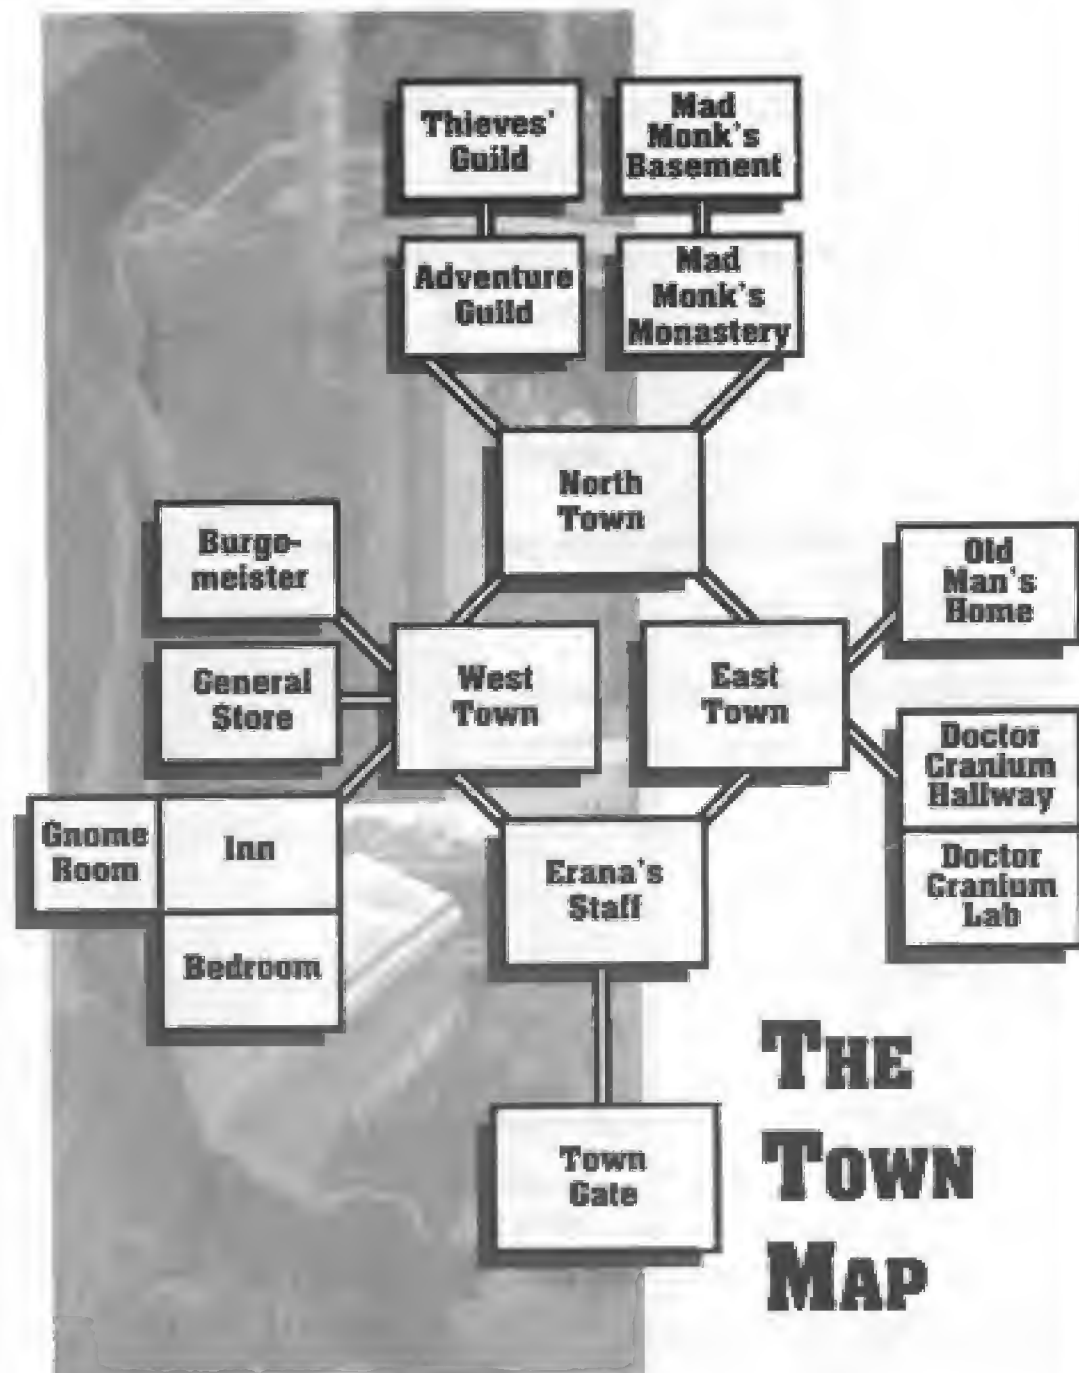 Thieves'
Guild
Mad
Monk's
Basement
Adventure
Guild
Mad
Monk's
Monastery
North
Town
Burgo-
meister
Old
Man's
Home
General
Store
West
Town
East
Town
Doctor
Cranium
Hallway
Gnome
Room
Inn
Erana's
Staff
Doctor
Cranium
Lab
Bedroom
Town
Gate
THE
TOWN
MAP